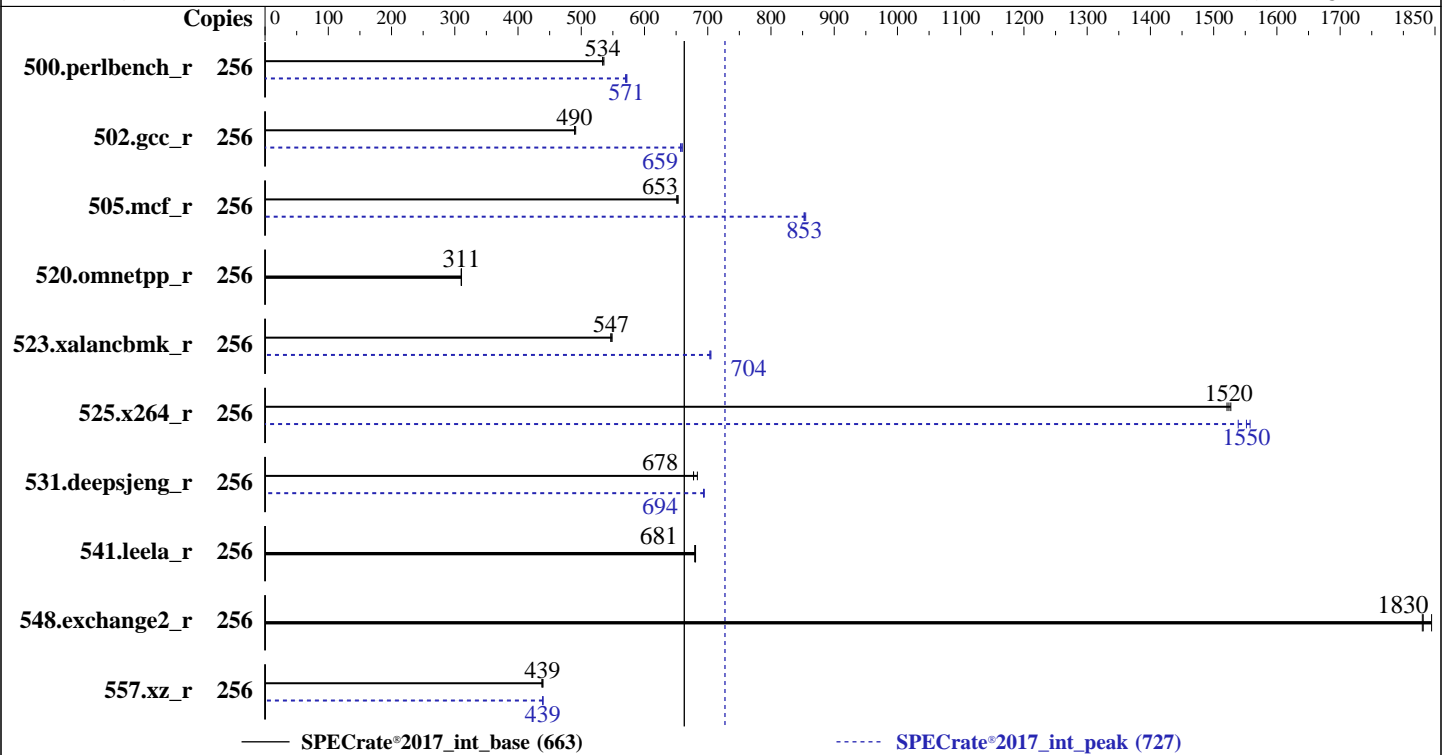 Copies 0 100 200 300 400 500 600 700 800 900 1000 1100 1200 1300 1400 1500 1600 1700 1850
534
500.perlbench_r 256
571
490
502.gcc_r 256
659
653
505.mcf_r 256
853
311
520.omnetpp_r 256
547
523.xalancbmk_r 256
704
1520
525.x264_r 256
1550
678
531.deepsjeng_r 256
694
681
541.leela_r 256
1830
548.exchange2_r 256
439
557.xz_r 256
439
SPECrate®2017_int_base (663) SPECrate®2017_int_peak (727)